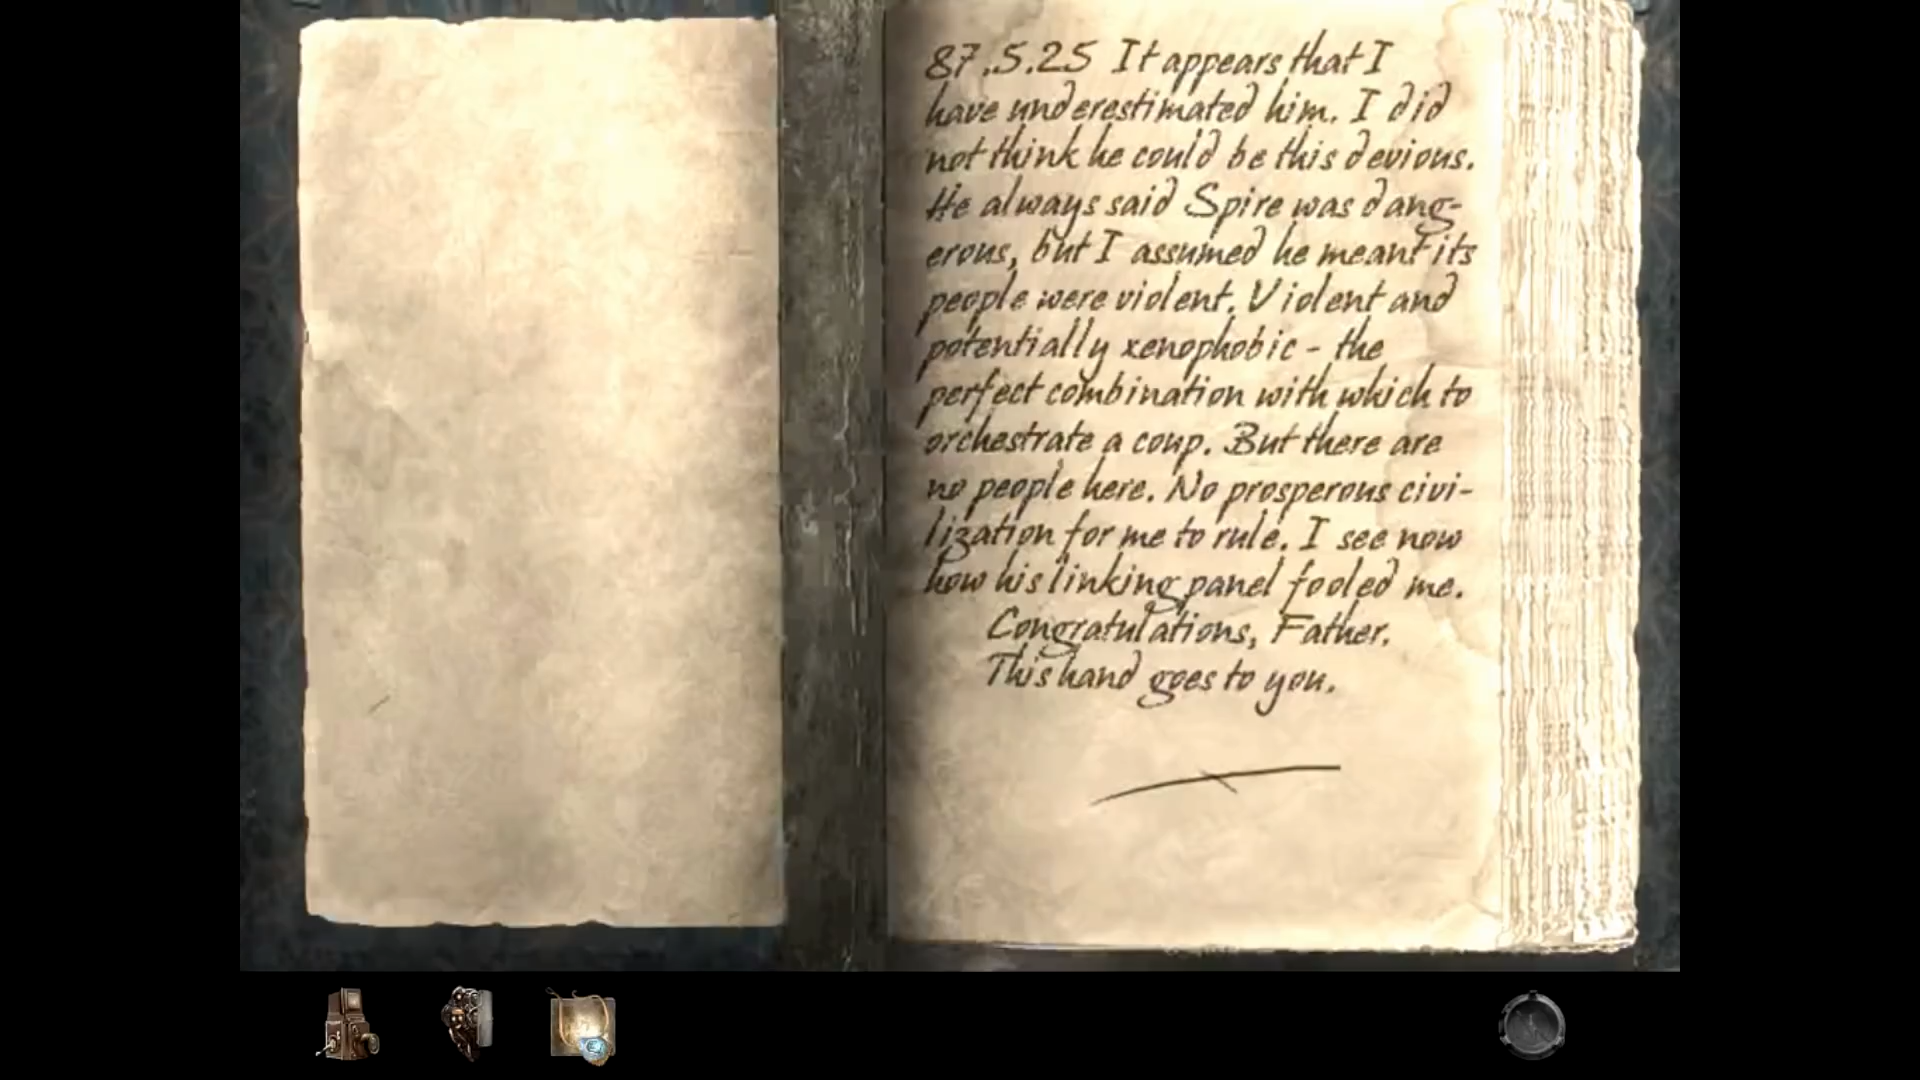 87.5.25 It appears that I
have underestimated him. I did
not think he could be this devious.
He always said Spire was dang-
erous, but I assumed he meant its
people were violent. Violent and
potentially xenophobic - the
perfect combination with which to
orchestrate a coup. But there are
no people here. No prosperous civi-
lization for me to rule. I see now
how his linking panel fooled me.
Congratulations, Father.
This hand goes to you.